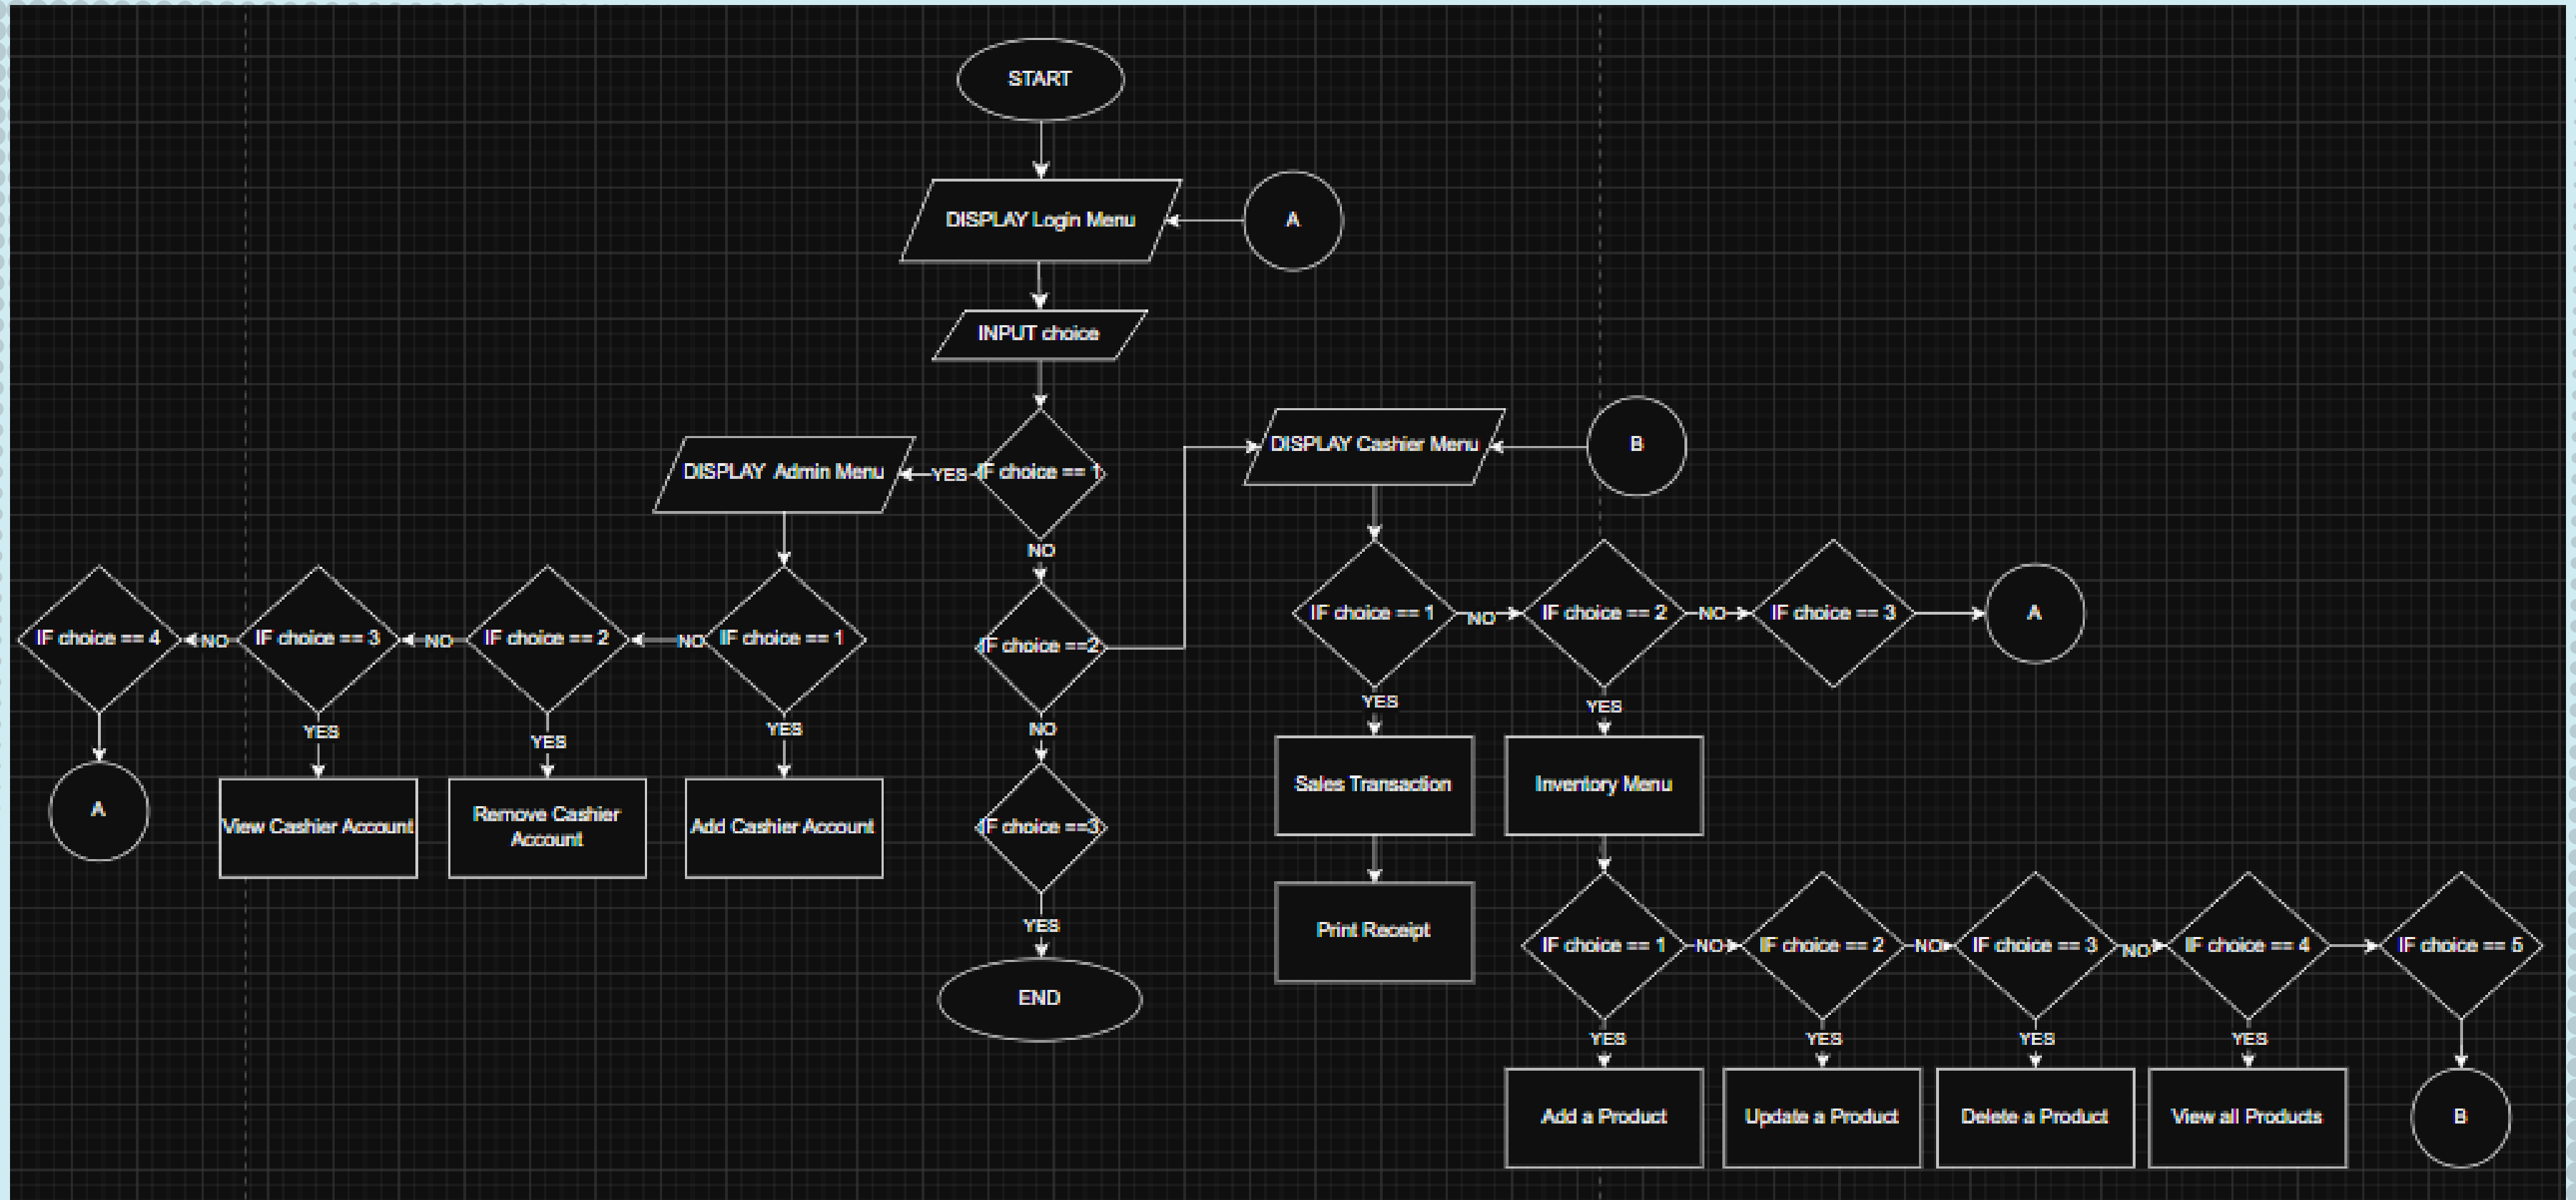 START
DISPLAY Login Menu
A
INPUT choice
DISPLAY Admin Menu
YES
IF choice == 1
NO
DISPLAY Cashier Menu
B
IF choice == 4
NO
IF choice == 3
NO
IF choice == 2
NO
IF choice == 1
IF choice ==2
IF choice == 1
NO
IF choice == 2
NO
IF choice == 3
A
YES
YES
YES
NO
YES
YES
A
View Cashier Account
Remove Cashier
Account
Add Cashier Account
IF choice ==3
Sales Transaction
Inventory Menu
YES
END
Print Receipt
IF choice == 1
NO
IF choice == 2
NO
IF choice == 3
NO
IF choice == 4
IF choice == 5
YES
YES
YES
YES
Add a Product
Update a Product
Delete a Product
View all Products
B